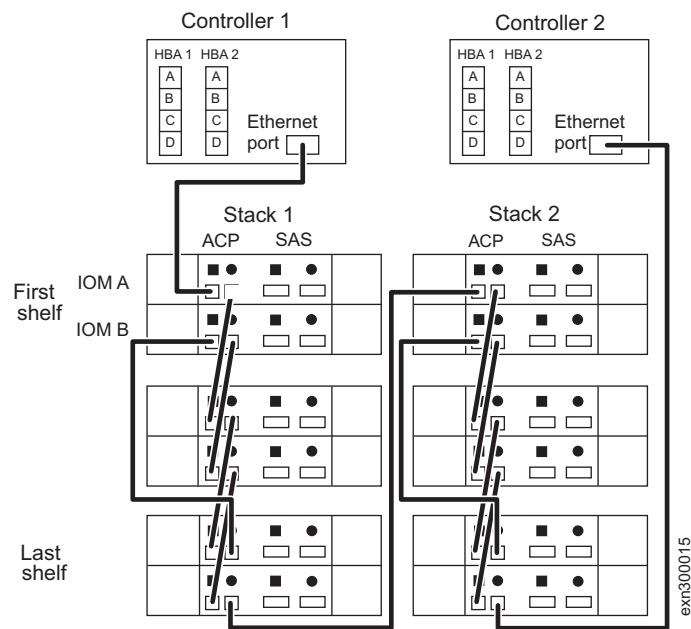 Controller 1
Controller 2
HBA 1 HBA 2
HBA 1 HBA 2
A
A
A
A
B
B
B
B
C
C
Ethernet
C
C
Ethernet
D
D
port
D
D
port
Stack 1
Stack 2
ACP
SAS
ACP
SAS
First
shelf
IOM A
IOM B
Last
shelf
exn300015